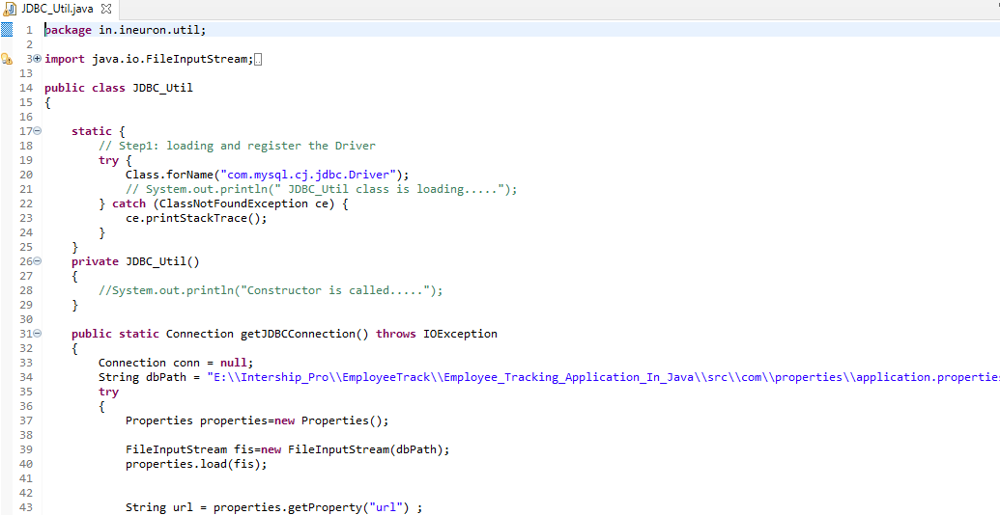 JDBC_Util.java
1 package in.ineuron.util;
2
3 import java.io.FileInputStream;
13
14 public class JDBC_Util
15 {
16
17     static {
18         // Step1: loading and register the Driver
19         try {
20             Class.forName("com.mysql.cj.jdbc.Driver");
21             // System.out.println(" JDBC_Util class is loading.....");
22         } catch (ClassNotFoundException ce) {
23             ce.printStackTrace();
24         }
25     }
26     private JDBC_Util()
27     {
28         //System.out.println("Constructor is called.....");
29     }
30
31     public static Connection getJDBCConnection() throws IOException
32     {
33         Connection conn = null;
34         String dbPath = "E:\\Intership_Pro\\EmployeeTrack\\Employee_Tracking_Application_In_Java\\src\\com\\properties\\application.properties
35         try
36         {
37             Properties properties=new Properties();
38
39             FileInputStream fis=new FileInputStream(dbPath);
40             properties.load(fis);
41
42
43             String url = properties.getProperty("url") ;